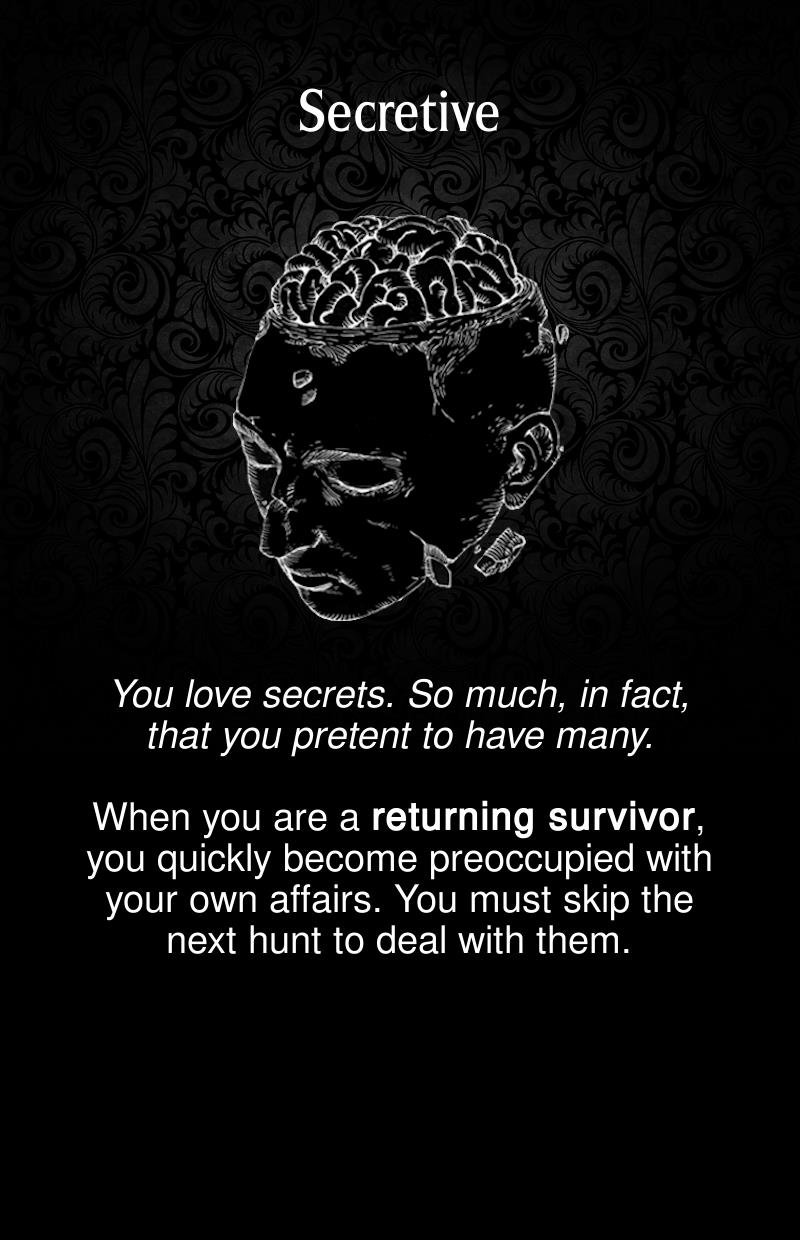 Secretive
You love secrets. So much, in fact,
that you pretent to have many.
When you are a returning survivor,
you quickly become preoccupied with
your own affairs. You must skip the
next hunt to deal with them.